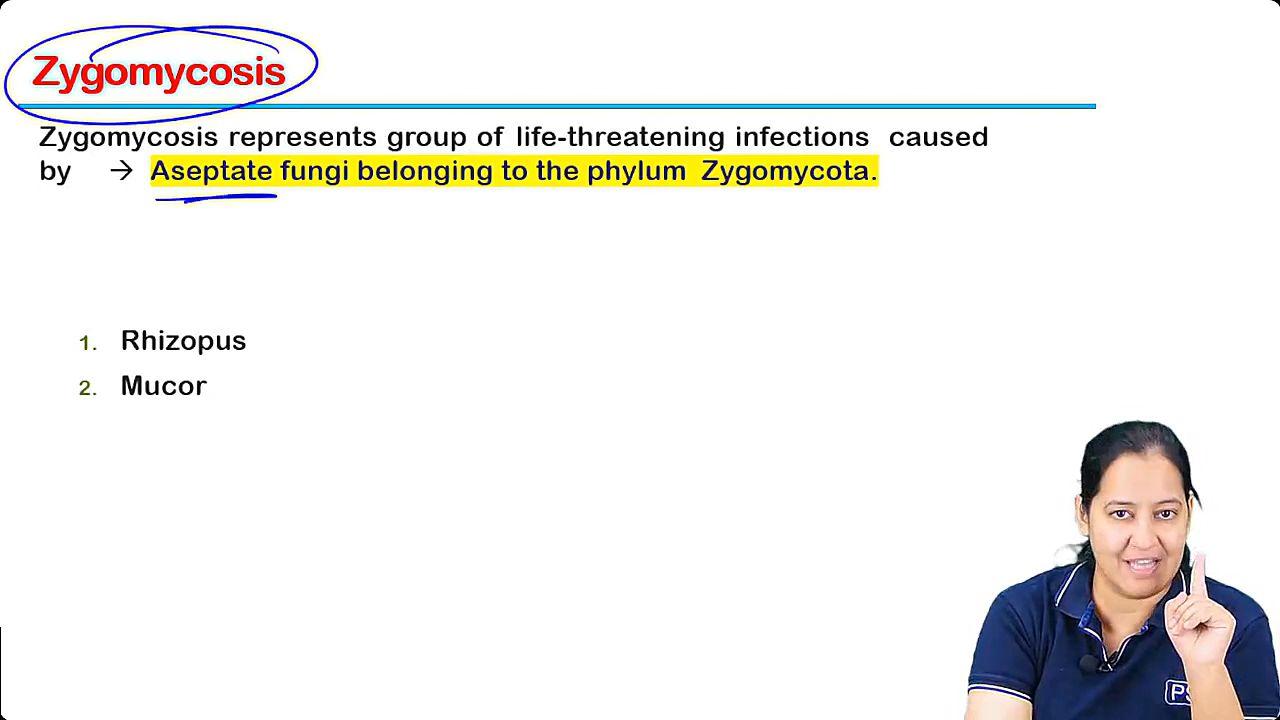 Zygomycosis
Zygomycosis represents group of life-threatening infections caused
by → Aseptate fungi belonging to the phylum Zygomycota.
1. Rhizopus
2. Mucor